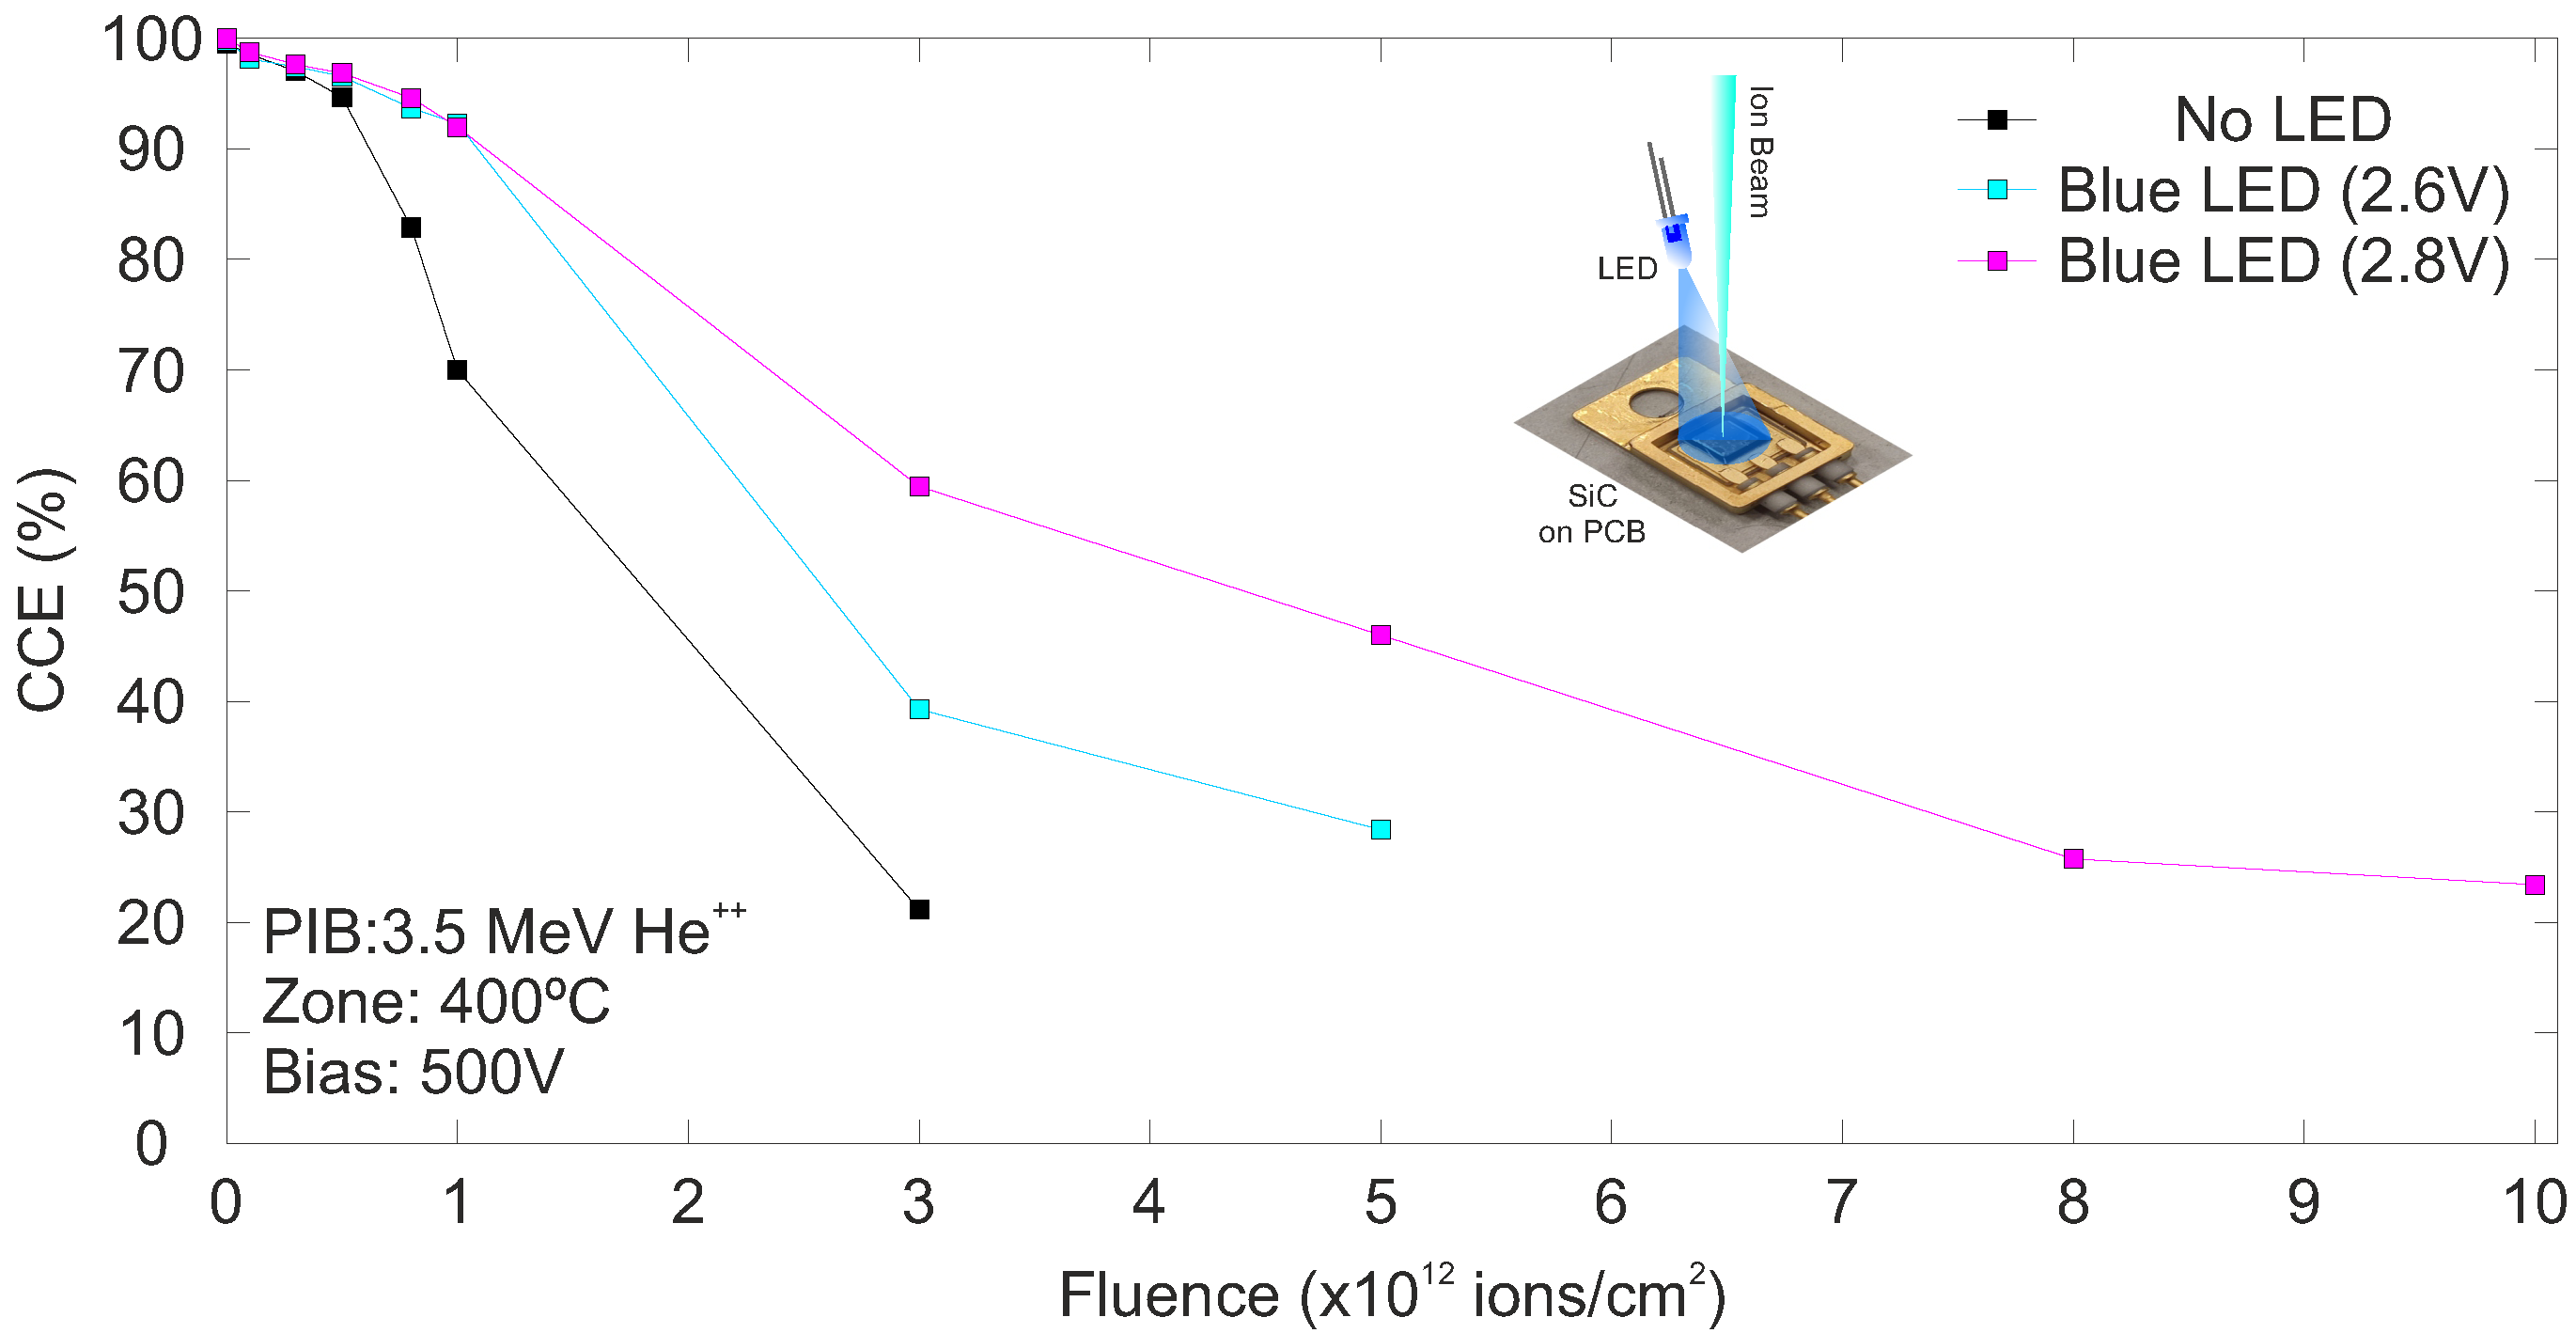 100
90
80
70
60
50
40
30
20
10
0
CCE (%)
No LED
Blue LED (2.6V)
Blue LED (2.8V)
Ion Beam
LED
SiC
on PCB
PIB:3.5 MeV He⁺⁺
Zone: 400ºC
Bias: 500V
0 1 2 3 4 5 6 7 8 9 10
Fluence (x10¹² ions/cm²)